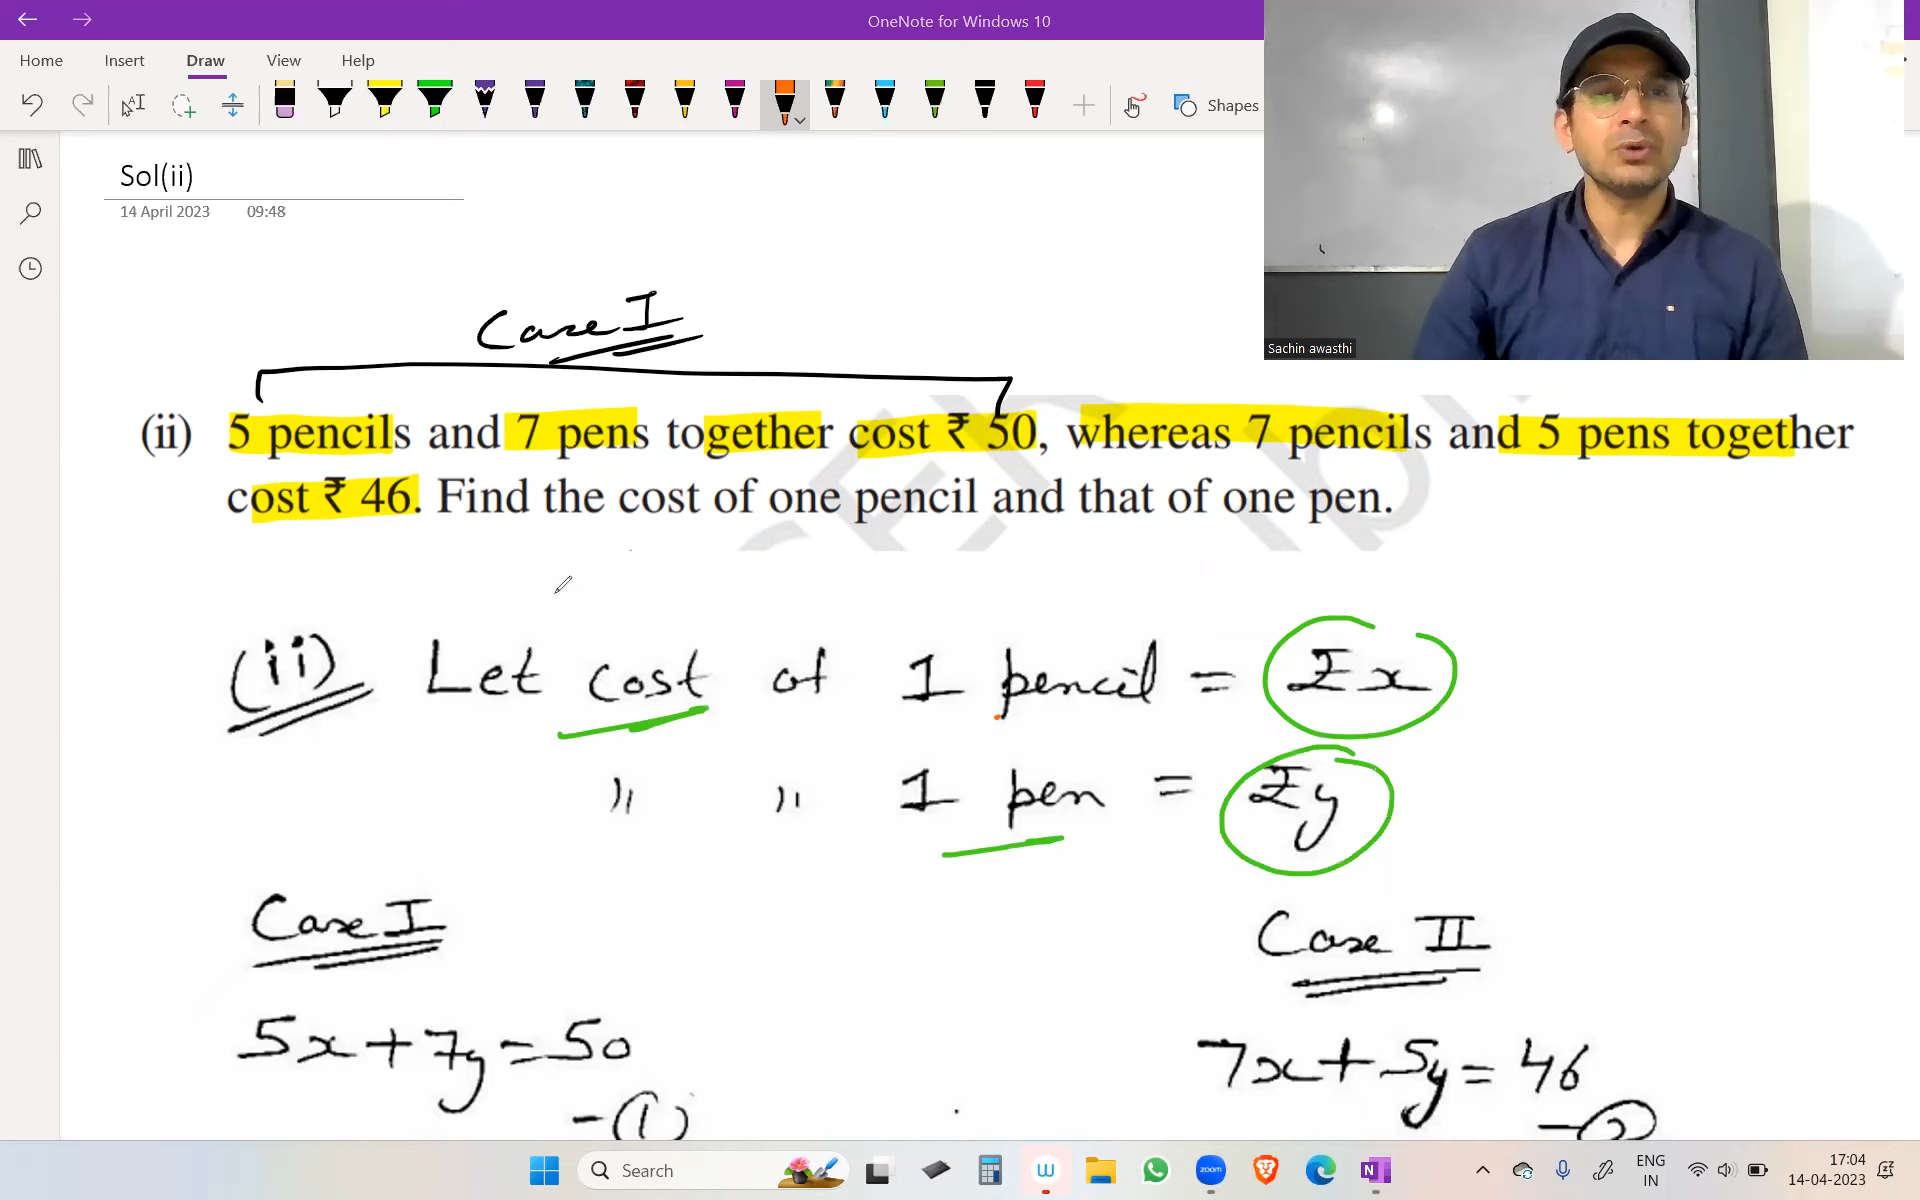 OneNote for Windows 10
Home Insert Draw View Help
Shapes
Sol(ii)
14 April 2023 09:48
Sachin awasthi
Case I
(ii) 5 pencils and 7 pens together cost ₹ 50, whereas 7 pencils and 5 pens together
cost ₹ 46. Find the cost of one pencil and that of one pen.
(ii) Let cost of 1 pencil = ₹x
" " 1 pen = ₹y
Case I
Case II
5x+7y=50
-(1)
7x+5y=46
-(2)
Search
zoom
ENG
IN
17:04
14-04-2023